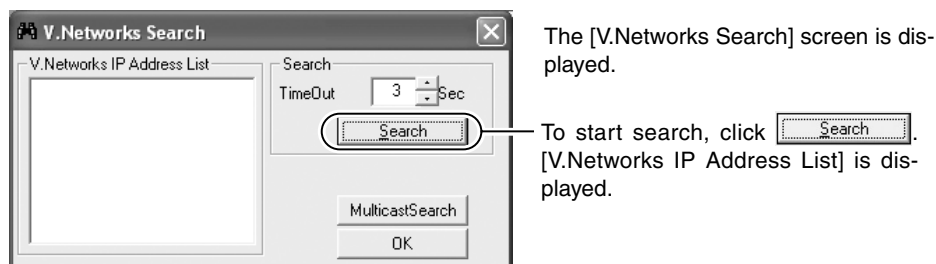 V.Networks Search
V.Networks IP Address List
Search
TimeOut 3 Sec
Search
MulticastSearch
OK
The [V.Networks Search] screen is dis-
played.
To start search, click Search.
[V.Networks IP Address List] is dis-
played.